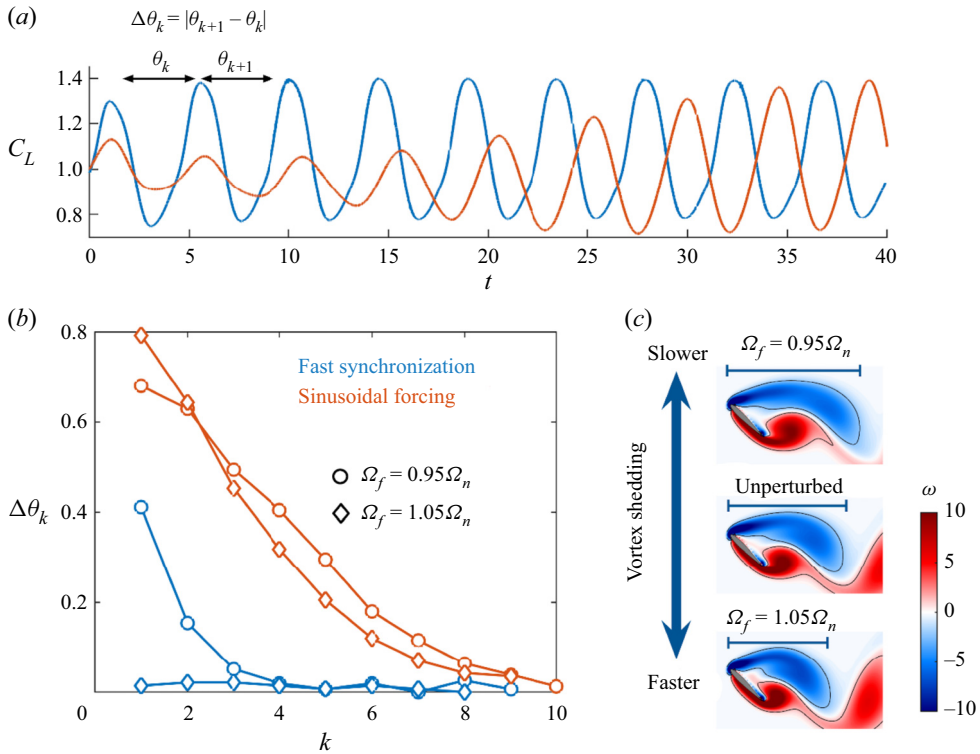 (a)
Δθk = |θk+1 − θk|
θk
θk+1
1.4
1.2
1.0
0.8
CL
0
5
10
15
20
25
30
35
40
t
(b)
0.8
0.6
0.4
0.2
Δθk
Fast synchronization
Sinusoidal forcing
Ωf = 0.95Ωn
Ωf = 1.05Ωn
0
2
4
6
8
10
k
(c)
Slower
Vortex shedding
Faster
Ωf = 0.95Ωn
Unperturbed
Ωf = 1.05Ωn
ω
10
5
0
−5
−10